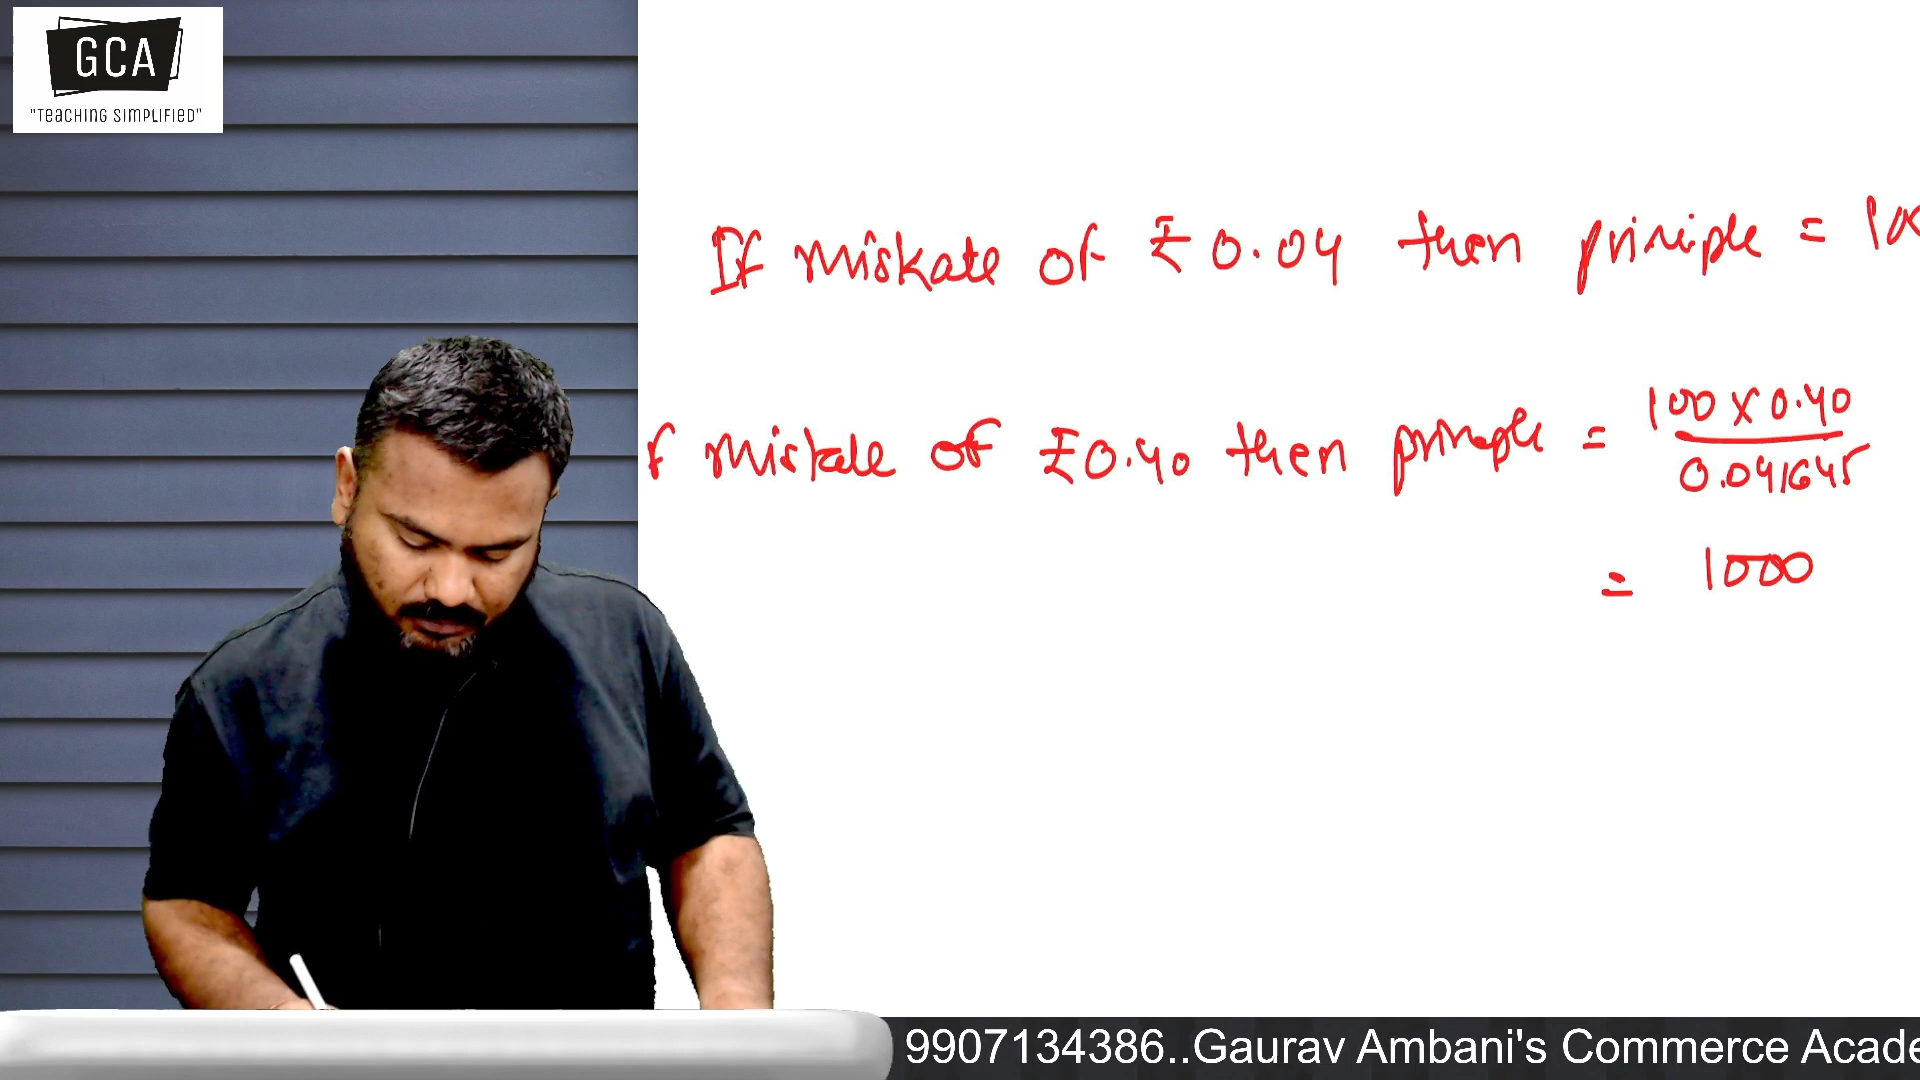 GCA
"TEACHING SIMPLIFIED"
If miskate of ₹0.04 then priniple = 10
f mistake of ₹0.40 then principle = 100 x 0.40
0.041645
= 1000
9907134386..Gaurav Ambani's Commerce Acade